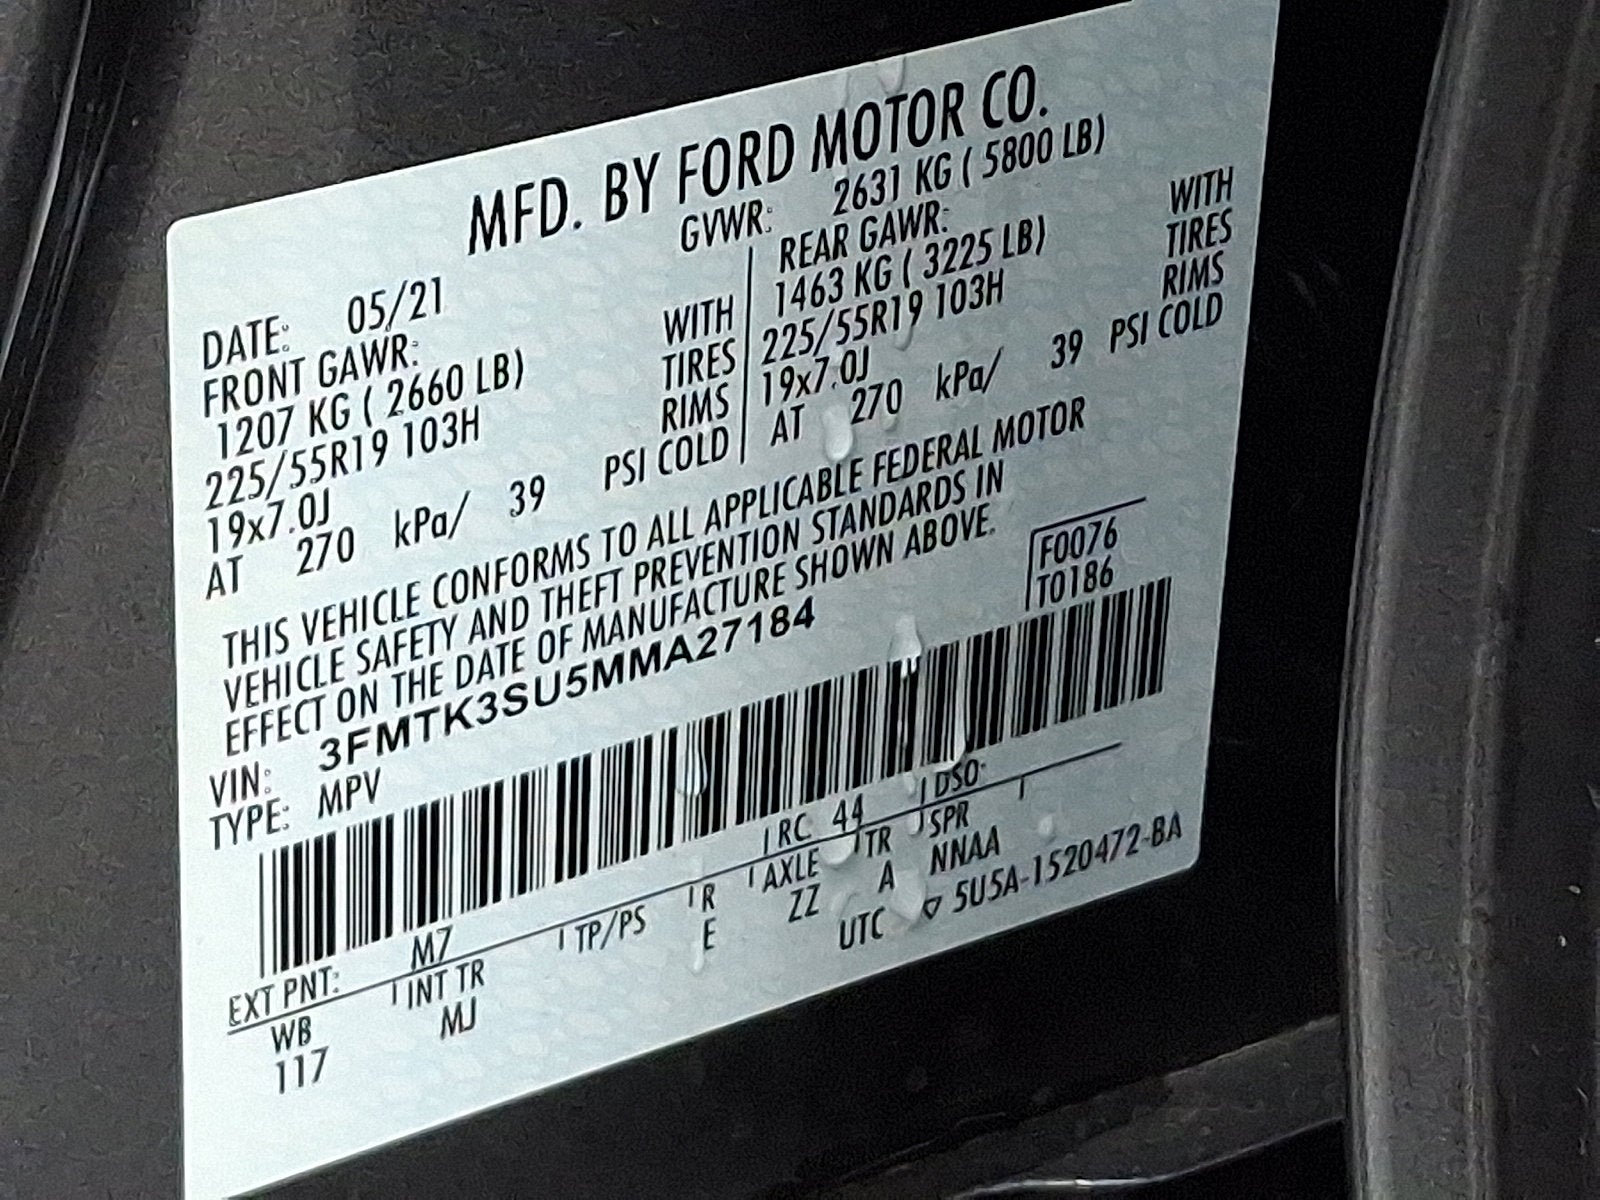 MFD. BY FORD MOTOR CO.
DATE: 05/21
GVWR: 2631 KG ( 5800 LB)
FRONT GAWR:
1207 KG ( 2660 LB) WITH
225/55R19 103H TIRES
19x7.0J RIMS
AT 270 kPa/ 39 PSI COLD
REAR GAWR:
1463 KG ( 3225 LB) WITH
225/55R19 103H TIRES
19x7.0J RIMS
AT 270 kPa/ 39 PSI COLD
THIS VEHICLE CONFORMS TO ALL APPLICABLE FEDERAL MOTOR
VEHICLE SAFETY AND THEFT PREVENTION STANDARDS IN
EFFECT ON THE DATE OF MANUFACTURE SHOWN ABOVE.
F0076
T0186
VIN: 3FMTK3SU5MMA27184
TYPE: MPV
EXT PNT: M7 RC 44 DSO:
WB INT TR TP/PS R AXLE TR SPR
117 MJ E ZZ A NNAA
UTC 5U5A-1520472-BA